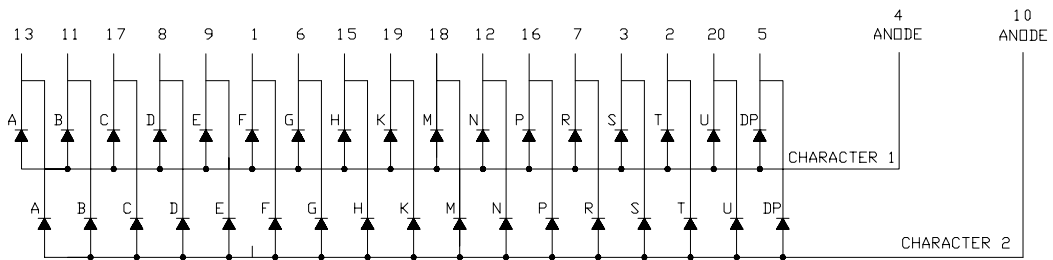 4 10
13 11 17 8 9 1 6 15 19 18 12 16 7 3 2 20 5 ANODE ANODE
A B C D E F G H K M N P R S T U DP
CHARACTER 1
A B C D E F G H K M N P R S T U DP
CHARACTER 2